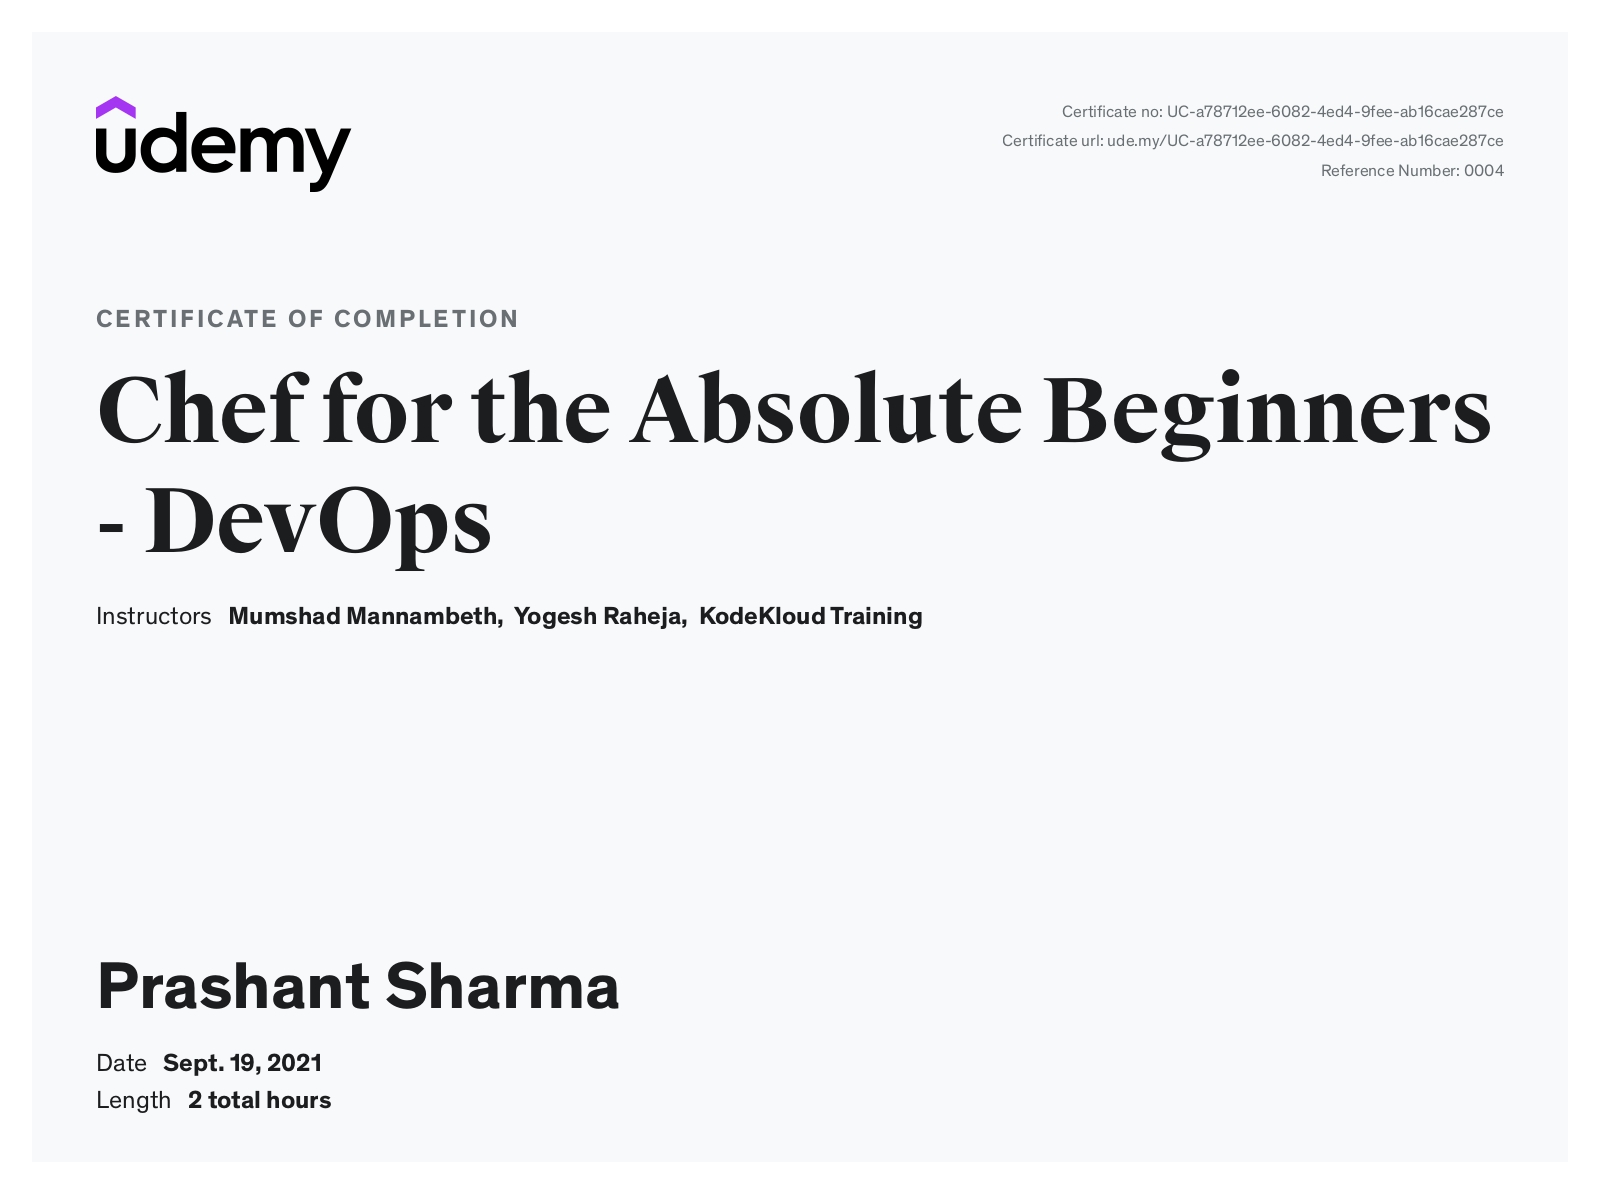 udemy
Certificate no: UC-a78712ee-6082-4ed4-9fee-ab16cae287ce
Certificate url: ude.my/UC-a78712ee-6082-4ed4-9fee-ab16cae287ce
Reference Number: 0004
CERTIFICATE OF COMPLETION
Chef for the Absolute Beginners
- DevOps
Instructors Mumshad Mannambeth, Yogesh Raheja, KodeKloud Training
Prashant Sharma
Date Sept. 19, 2021
Length 2 total hours